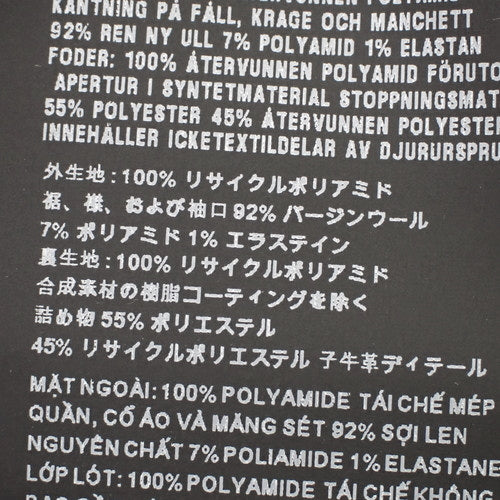 KANTNING PÅ FÅLL, KRAGE OCH MANCHETT
92% REN NY ULL 7% POLYAMID 1% ELASTAN
FODER: 100% ÅTERVUNNEN POLYAMID FÖRUTO
APERTUR I SYNTETMATERIAL STOPPNINGSMAT
55% POLYESTER 45% ÅTERVUNNEN POLYESTE
INNEHÅLLER ICKETEXTILDELAR AV DJURURSPRU
外生地:100% リサイクルポリアミド
裾、襟、および袖口92% バージンウール
7% ポリアミド 1% エラステイン
裏生地:100% リサイクルポリアミド
合成素材の樹脂コーティングを除く
詰め物 55% ポリエステル
45% リサイクルポリエステル 子牛革ディテール
MẶT NGOÀI: 100% POLYAMIDE TÁI CHẾ MÉP
QUẦN, CỔ ÁO VÀ MĂNG SÉT 92% SỢI LEN
NGUYÊN CHẤT 7% POLIAMIDE 1% ELASTANE
LỚP LÓT: 100% POLYAMIDE TÁI CHẾ KHÔNG